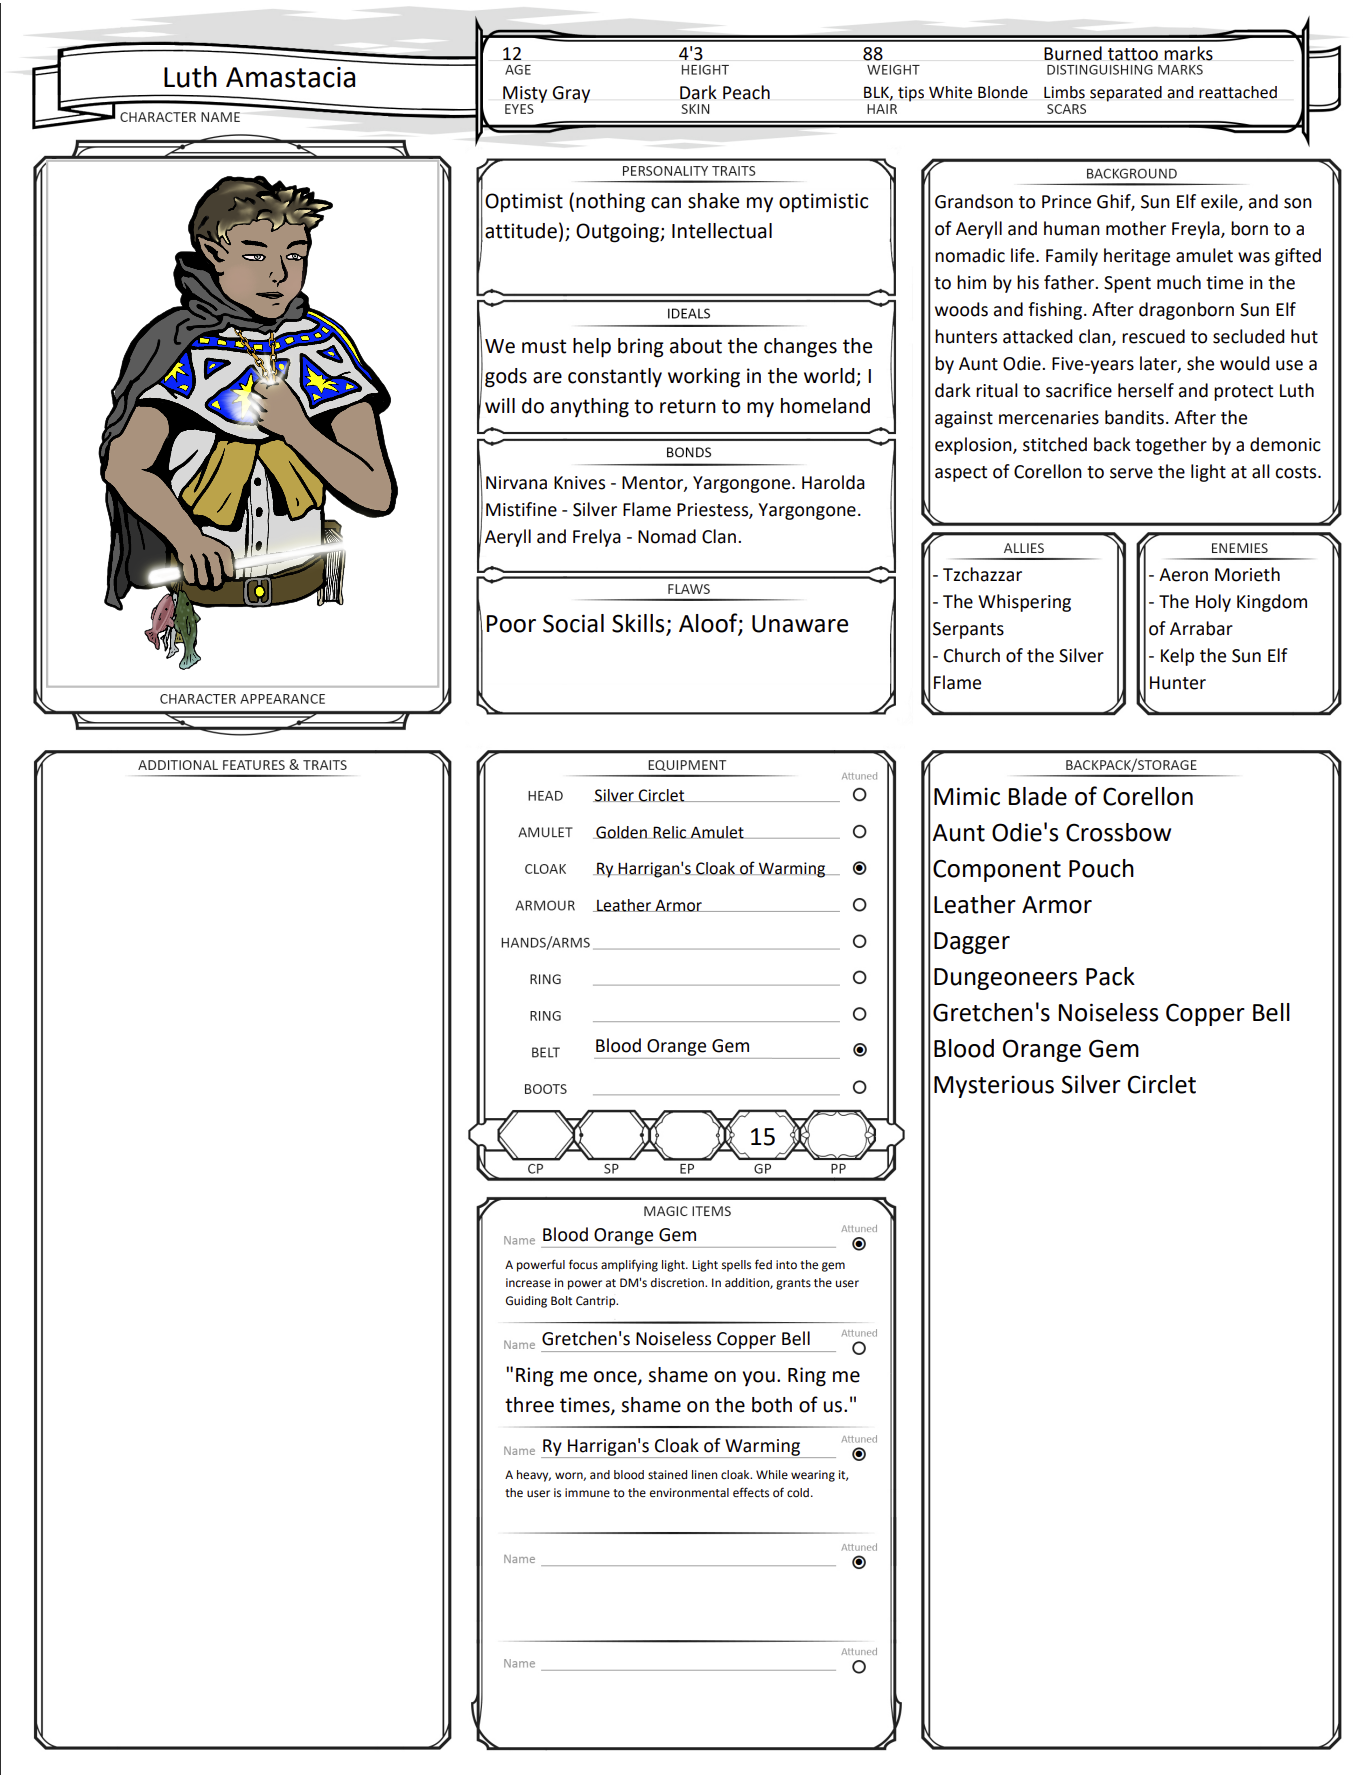 Luth Amastacia
CHARACTER NAME
12
AGE
4'3
HEIGHT
88
WEIGHT
Burned tattoo marks
DISTINGUISHING MARKS
Misty Gray
EYES
Dark Peach
SKIN
BLK, tips White Blonde
HAIR
Limbs separated and reattached
SCARS
CHARACTER APPEARANCE
PERSONALITY TRAITS
Optimist (nothing can shake my optimistic
attitude); Outgoing; Intellectual
IDEALS
We must help bring about the changes the
gods are constantly working in the world; I
will do anything to return to my homeland
BONDS
Nirvana Knives - Mentor, Yargongone. Harolda
Mistifine - Silver Flame Priestess, Yargongone.
Aeryll and Frelya - Nomad Clan.
FLAWS
Poor Social Skills; Aloof; Unaware
BACKGROUND
Grandson to Prince Ghif, Sun Elf exile, and son
of Aeryll and human mother Freyla, born to a
nomadic life. Family heritage amulet was gifted
to him by his father. Spent much time in the
woods and fishing. After dragonborn Sun Elf
hunters attacked clan, rescued to secluded hut
by Aunt Odie. Five-years later, she would use a
dark ritual to sacrifice herself and protect Luth
against mercenaries bandits. After the
explosion, stitched back together by a demonic
aspect of Corellon to serve the light at all costs.
ALLIES
- Tzchazzar
- The Whispering
Serpants
- Church of the Silver
Flame
ENEMIES
- Aeron Morieth
- The Holy Kingdom
of Arrabar
- Kelp the Sun Elf
Hunter
ADDITIONAL FEATURES & TRAITS
EQUIPMENT
Attuned
HEAD Silver Circlet
AMULET Golden Relic Amulet
CLOAK Ry Harrigan's Cloak of Warming
ARMOUR Leather Armor
HANDS/ARMS
RING
RING
BELT Blood Orange Gem
BOOTS
15
CP SP EP GP PP
MAGIC ITEMS
Name Blood Orange Gem Attuned
A powerful focus amplifying light. Light spells fed into the gem
increase in power at DM's discretion. In addition, grants the user
Guiding Bolt Cantrip.
Name Gretchen's Noiseless Copper Bell Attuned
"Ring me once, shame on you. Ring me
three times, shame on the both of us."
Name Ry Harrigan's Cloak of Warming Attuned
A heavy, worn, and blood stained linen cloak. While wearing it,
the user is immune to the environmental effects of cold.
Name Attuned
Name Attuned
BACKPACK/STORAGE
Mimic Blade of Corellon
Aunt Odie's Crossbow
Component Pouch
Leather Armor
Dagger
Dungeoneers Pack
Gretchen's Noiseless Copper Bell
Blood Orange Gem
Mysterious Silver Circlet